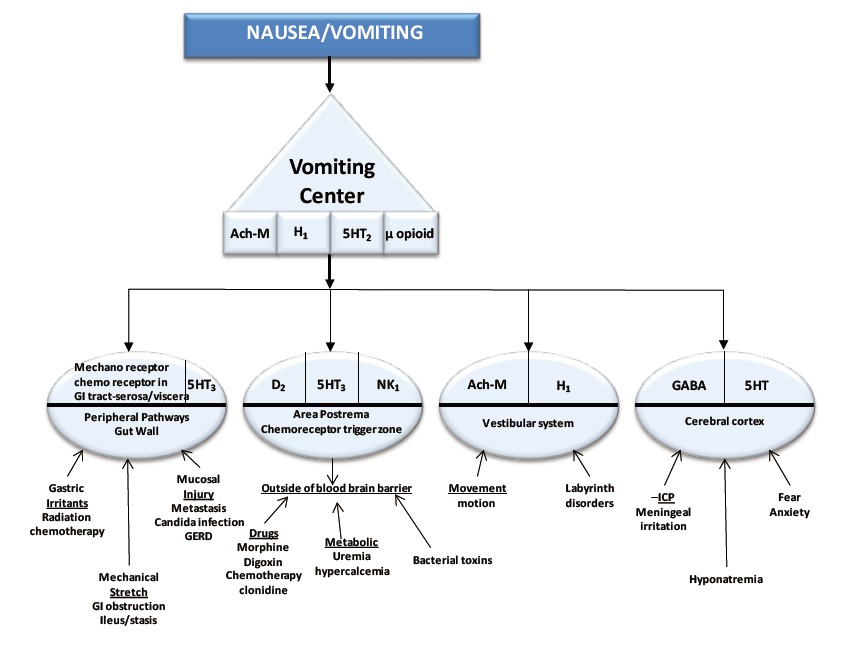 NAUSEA/VOMITING
Vomiting
Center
Ach-M
H₁
5HT₂
µ opioid
Mechano receptor
chemo receptor in
GI tract-serosa/viscera
5HT₃
Peripheral Pathways
Gut Wall
D₂
5HT₃
NK₁
Area Postrema
Chemoreceptor trigger zone
Ach-M
H₁
Vestibular system
GABA
5HT
Cerebral cortex
Gastric
Irritants
Radiation
chemotherapy
Mechanical
Stretch
GI obstruction
Ileus/stasis
Mucosal
Injury
Metastasis
Candida infection
GERD
Outside of blood brain barrier
Drugs
Morphine
Digoxin
Chemotherapy
clonidine
Metabolic
Uremia
hypercalcemia
Bacterial toxins
Movement
motion
Labyrinth
disorders
–ICP
Meningeal
irritation
Hyponatremia
Fear
Anxiety